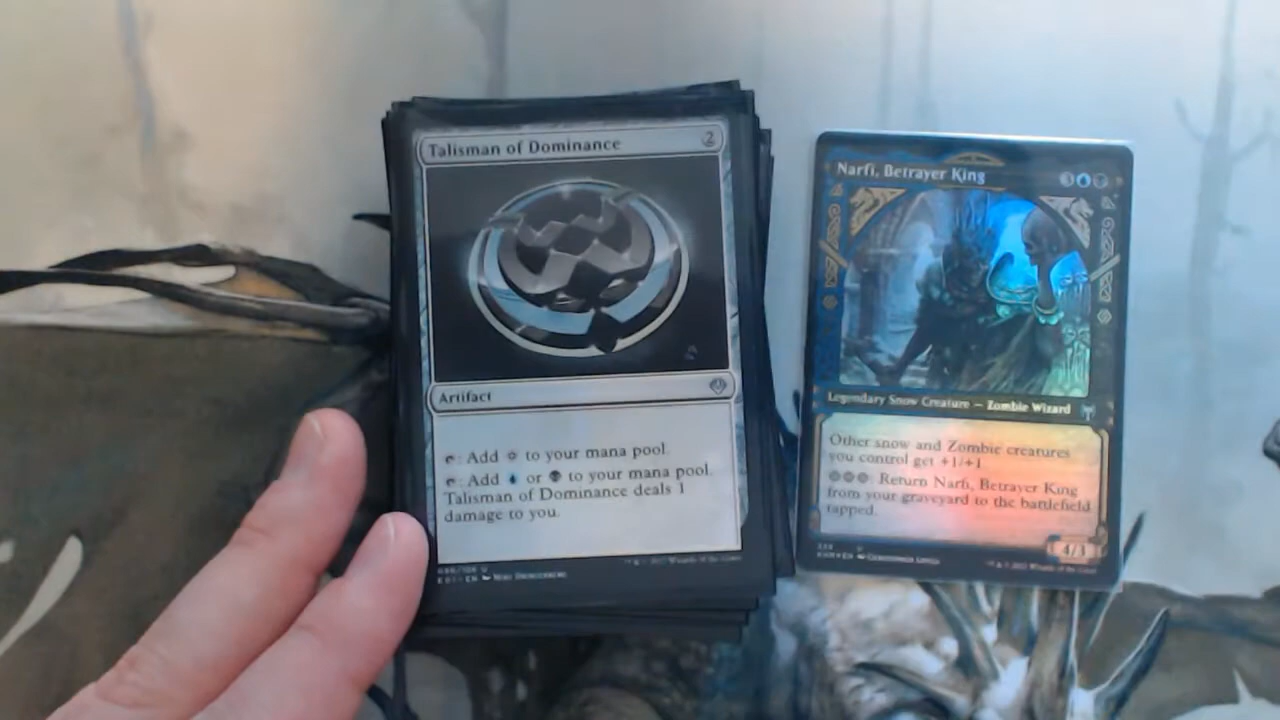 Talisman of Dominance
2
Artifact
: Add to your mana pool.
: Add or to your mana pool.
Talisman of Dominance deals 1
damage to you.
Narfi, Betrayer King
3
Legendary Snow Creature – Zombie Wizard
Other snow and Zombie creatures
you control get +1/+1
: Return Narfi, Betrayer King
from your graveyard to the battlefield
tapped.
4/3